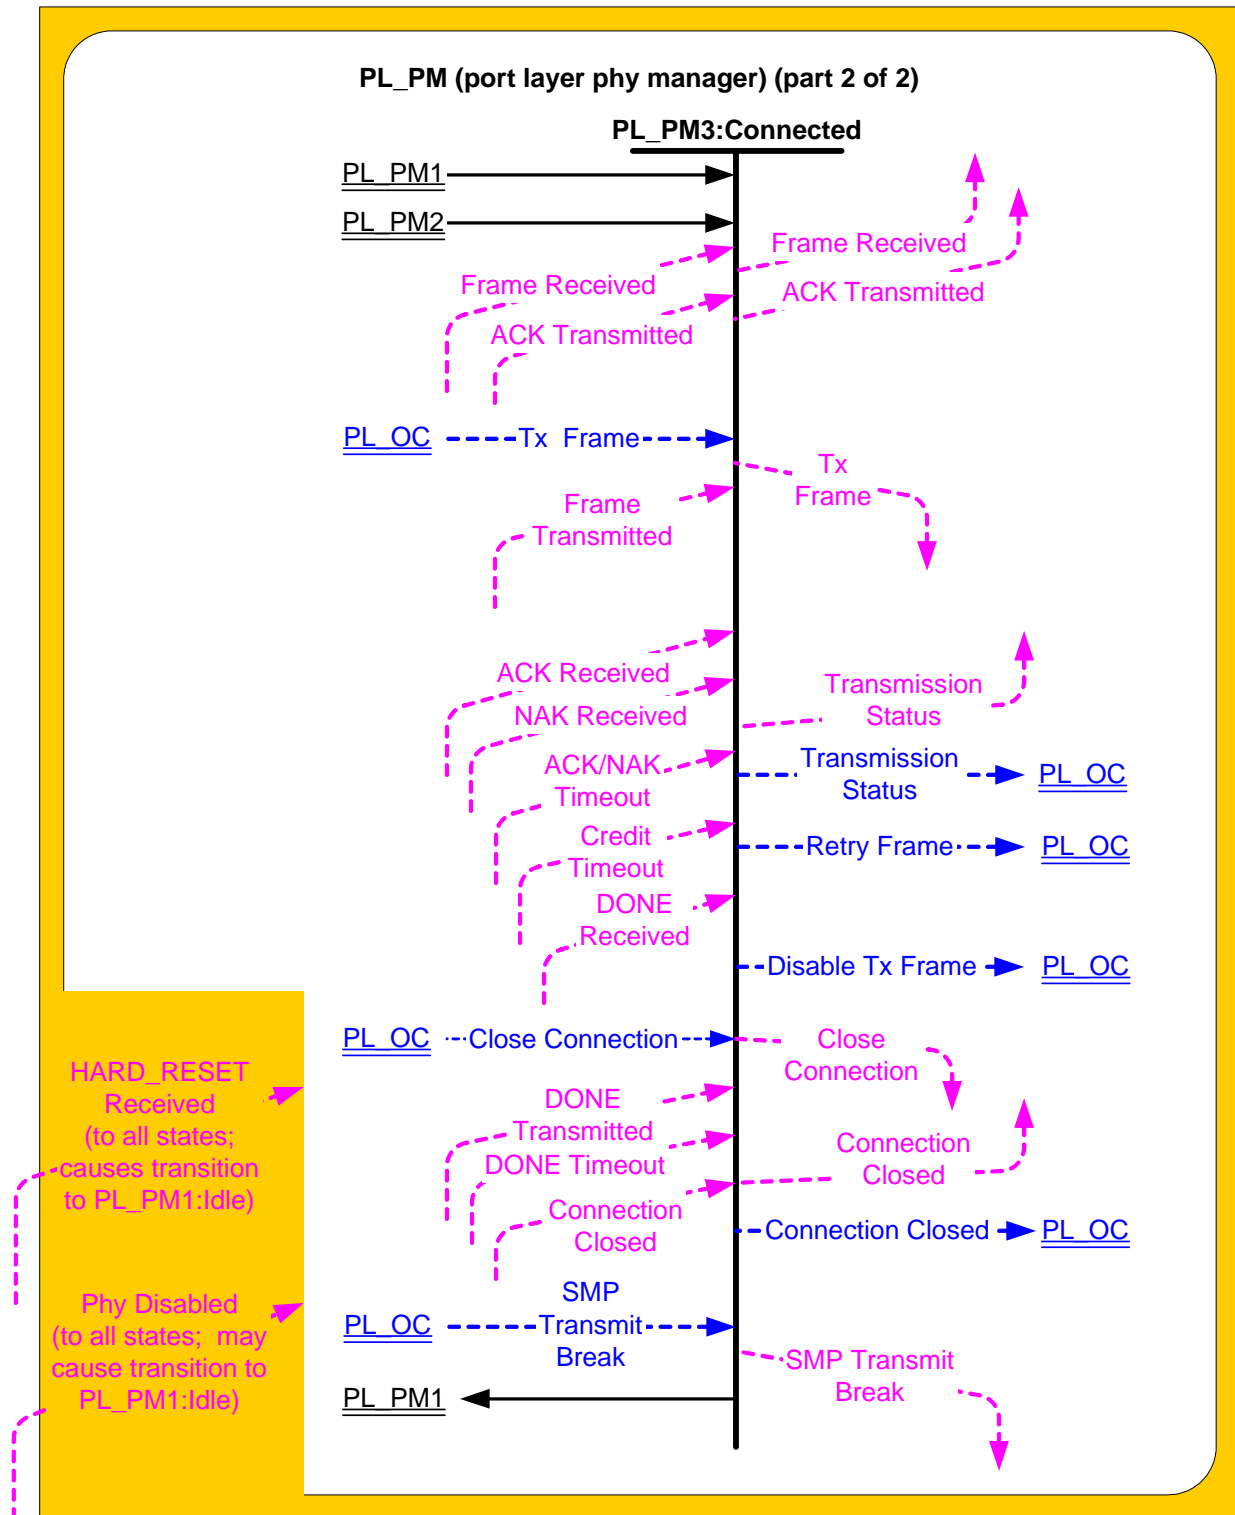 PL_PM (port layer phy manager) (part 2 of 2)
PL_PM3:Connected
PL_PM1
PL_PM2
Frame Received
Frame Received
ACK Transmitted
ACK Transmitted
PL_OC
Tx  Frame
Tx
Frame
Frame
Transmitted
ACK Received
NAK Received
Transmission
Status
ACK/NAK
Timeout
Transmission
Status
PL_OC
Credit
Timeout
Retry Frame
PL_OC
DONE
Received
Disable Tx Frame
PL_OC
PL_OC
Close Connection
Close
Connection
HARD_RESET
Received
(to all states;
causes transition
to PL_PM1:Idle)
DONE
Transmitted
DONE Timeout
Connection
Closed
Connection
Closed
Connection Closed
PL_OC
Phy Disabled
(to all states;  may
cause transition to
PL_PM1:Idle)
PL_OC
SMP
Transmit
Break
SMP Transmit
Break
PL_PM1